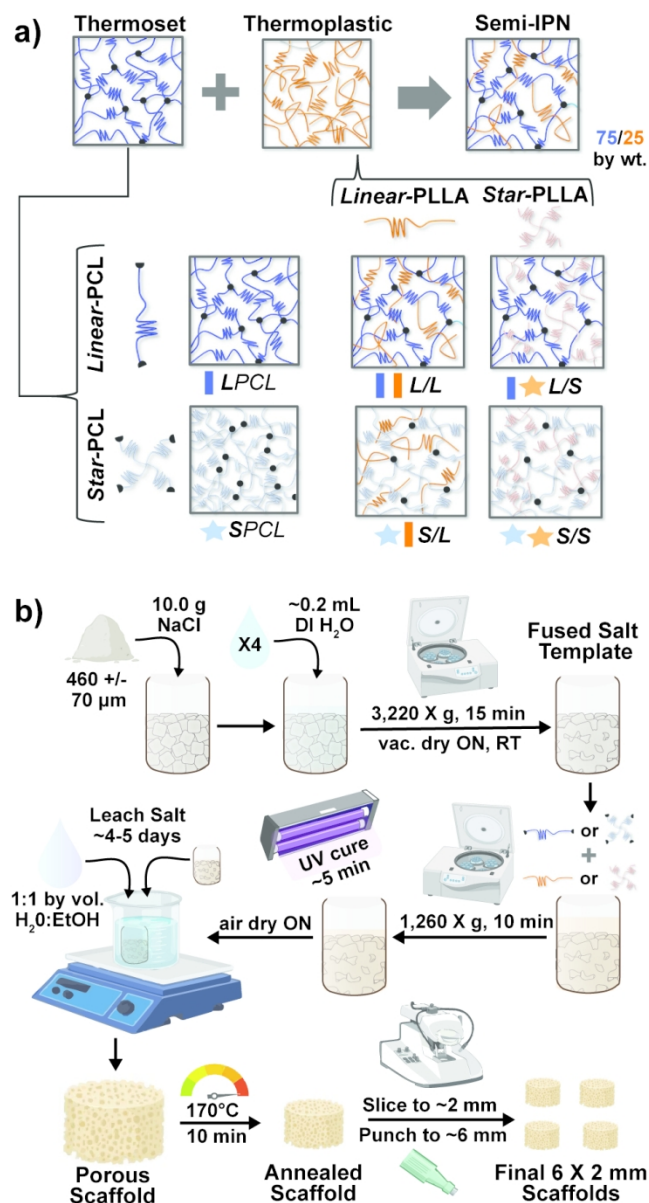 a)
Thermoset
Thermoplastic
Semi-IPN
75/25
by wt.
Linear-PLLA
Star-PLLA
Linear-PCL
LPCL
L/L
L/S
Star-PCL
SPCL
S/L
S/S
b)
10.0 g
NaCl
460 +/-
70 µm
X4
~0.2 mL
DI H₂O
3,220 X g, 15 min
vac. dry ON, RT
Fused Salt
Template
or
+
or
1,260 X g, 10 min
UV cure
~5 min
air dry ON
Leach Salt
~4-5 days
1:1 by vol.
H₂0:EtOH
Porous
Scaffold
170°C
10 min
Annealed
Scaffold
Slice to ~2 mm
Punch to ~6 mm
Final 6 X 2 mm
Scaffolds